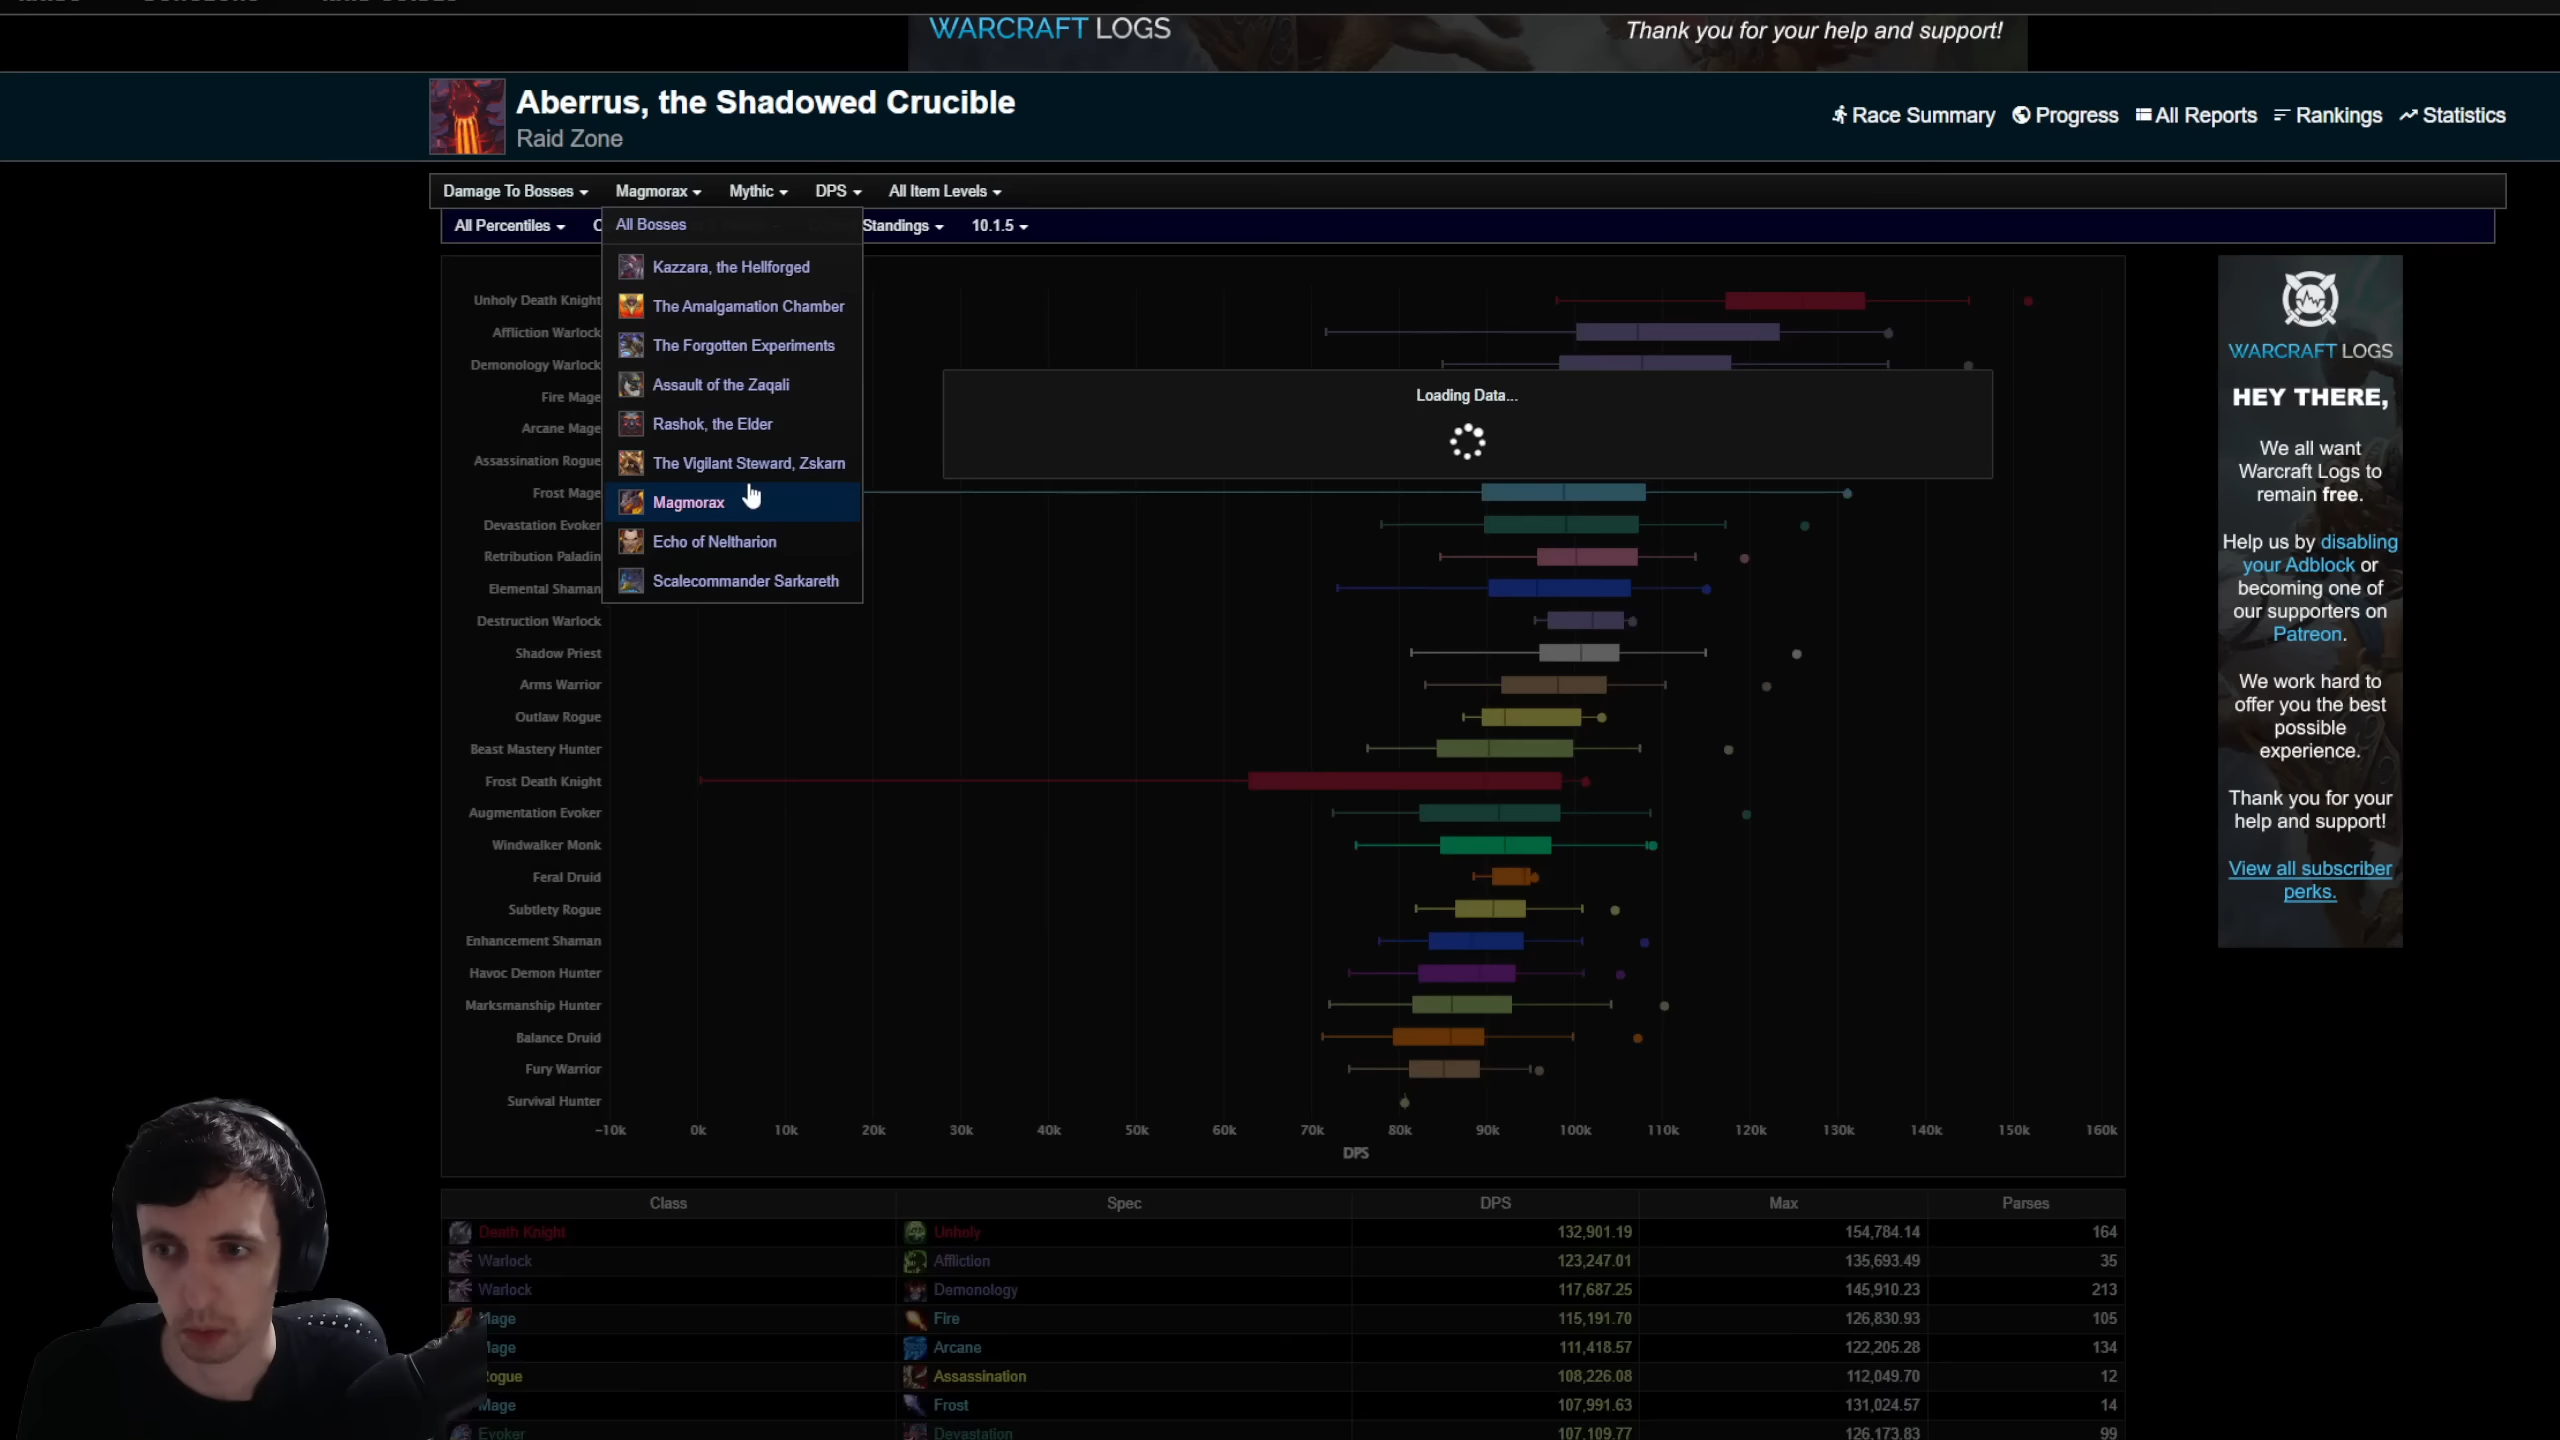 WARCRAFT LOGS
Thank you for your help and support!
Aberrus, the Shadowed Crucible
Raid Zone
Race Summary Progress All Reports Rankings Statistics
Damage To Bosses Magmorax Mythic DPS All Item Levels
All Percentiles Standings 10.1.5
All Bosses
Kazzara, the Hellforged
The Amalgamation Chamber
The Forgotten Experiments
Assault of the Zaqali
Rashok, the Elder
The Vigilant Steward, Zskarn
Magmorax
Echo of Neltharion
Scalecommander Sarkareth
Loading Data...
Unholy Death Knight
Affliction Warlock
Demonology Warlock
Fire Mage
Arcane Mage
Assassination Rogue
Frost Mage
Devastation Evoker
Retribution Paladin
Elemental Shaman
Destruction Warlock
Shadow Priest
Arms Warrior
Outlaw Rogue
Beast Mastery Hunter
Frost Death Knight
Augmentation Evoker
Windwalker Monk
Feral Druid
Subtlety Rogue
Enhancement Shaman
Havoc Demon Hunter
Marksmanship Hunter
Balance Druid
Fury Warrior
Survival Hunter
-10k 0k 10k 20k 30k 40k 50k 60k 70k 80k 90k 100k 110k 120k 130k 140k 150k 160k
DPS
Class Spec DPS Max Parses
Death Knight Unholy 132,901.19 154,784.14 164
Warlock Affliction 123,247.01 135,693.49 35
Warlock Demonology 117,687.25 145,910.23 213
Mage Fire 115,191.70 126,830.93 105
Mage Arcane 111,418.57 122,205.28 134
Rogue Assassination 108,226.08 112,049.70 12
Mage Frost 107,991.63 131,024.57 14
Evoker Devastation 107,109.77 126,173.83 99
WARCRAFT LOGS
HEY THERE,
We all want
Warcraft Logs to
remain free.
Help us by disabling
your Adblock or
becoming one of
our supporters on
Patreon.
We work hard to
offer you the best
possible
experience.
Thank you for your
help and support!
View all subscriber
perks.